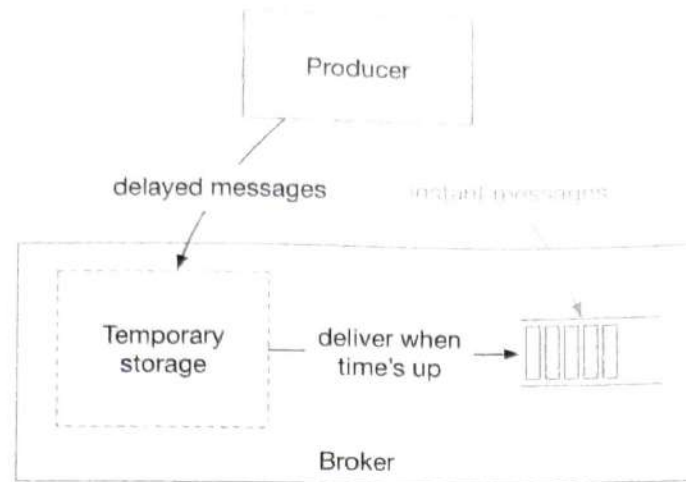 Producer
delayed messages
instant messages
Temporary
storage
deliver when
time's up
Broker